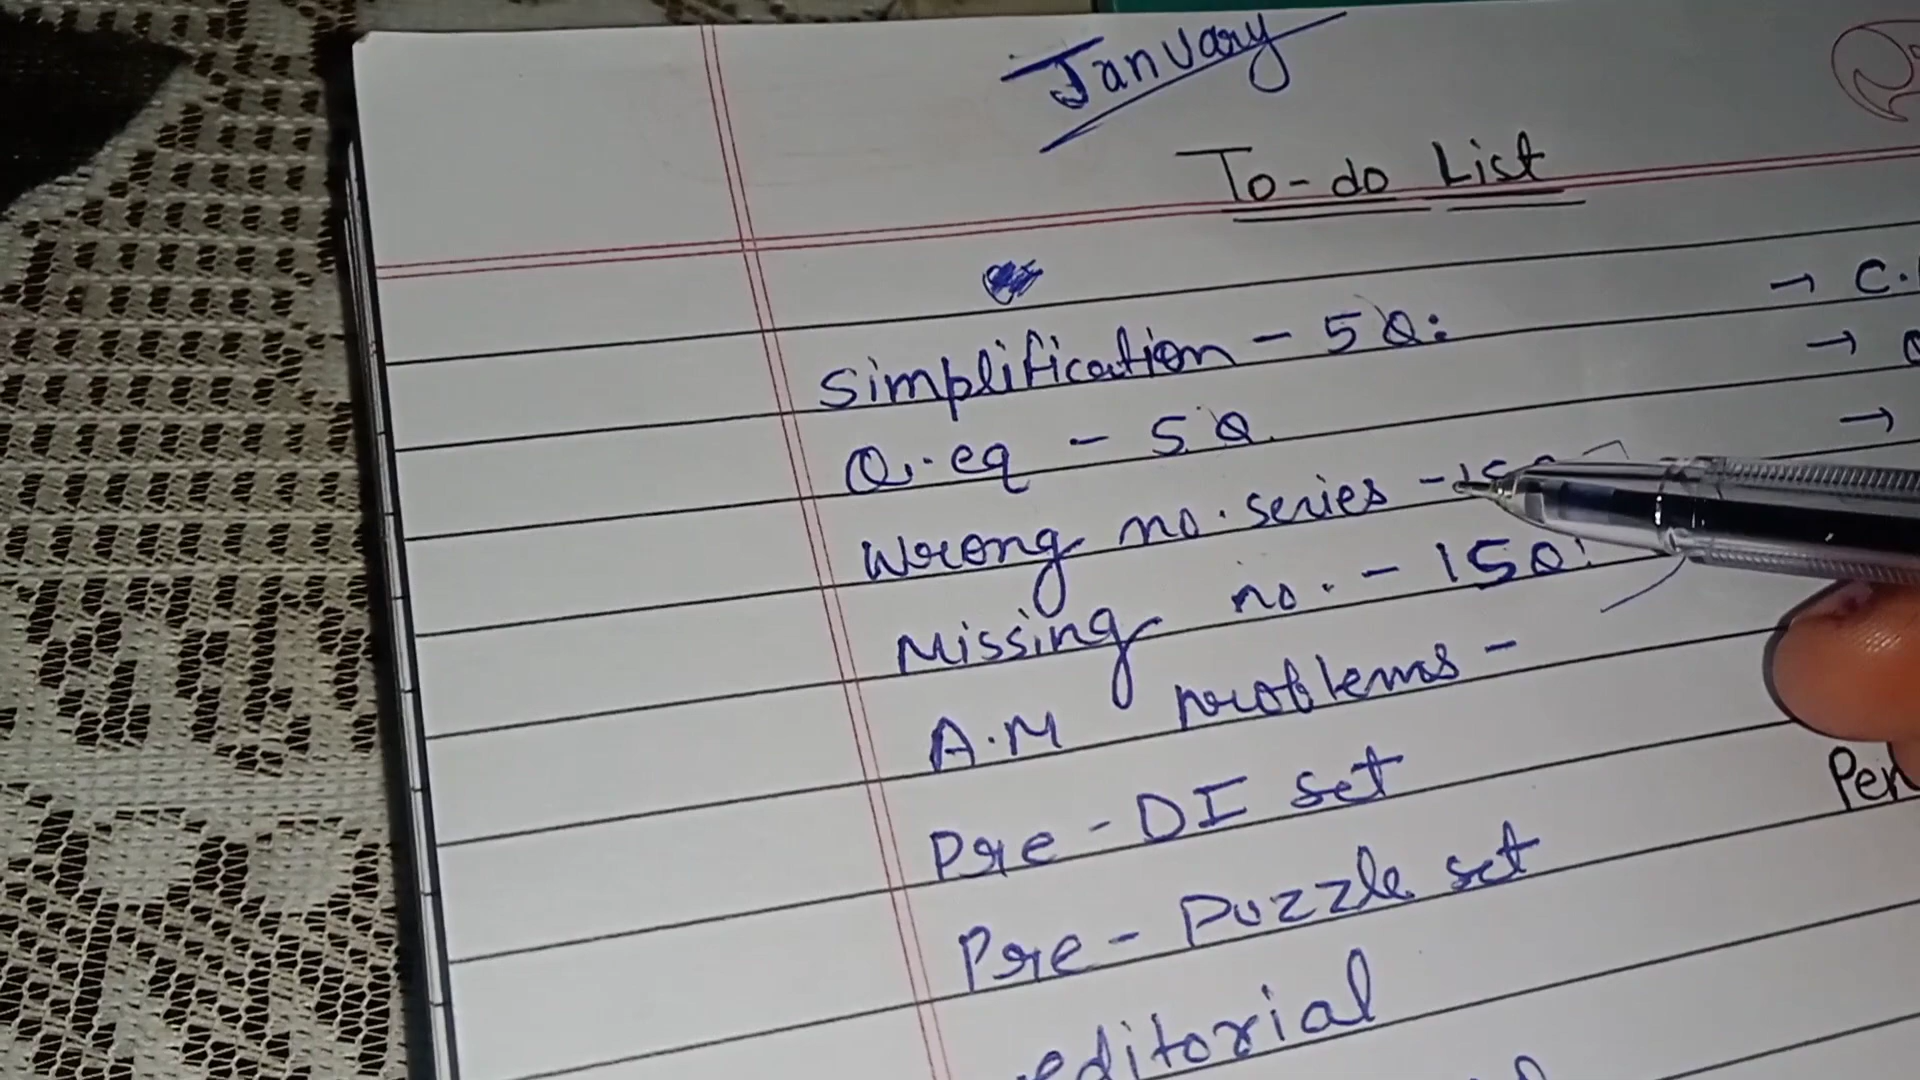 January
To-do List
→ C.
Simplification - 5Q.
→
Q.eq - 5Q.
→
Wrong no. series - 15Q
Missing no. - 15Q.
A.M problems -
Pre - DI set
Pre - Puzzle set
editorial